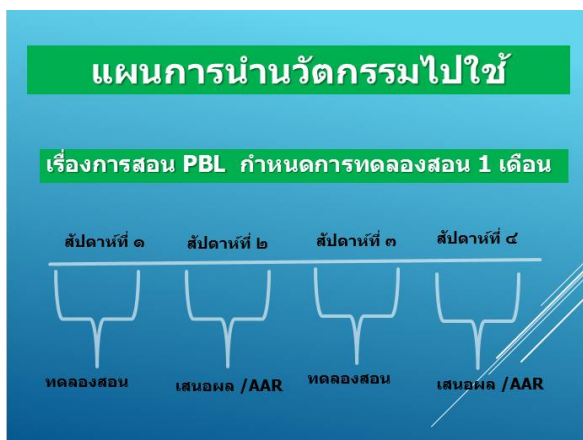 แผนการนำนวัตกรรมไปใช้
เรื่องการสอน PBL กำหนดการทดลองสอน 1 เดือน
สัปดาห์ที่ ๑ สัปดาห์ที่ ๒ สัปดาห์ที่ ๓ สัปดาห์ที่ ๔
ทดลองสอน เสนอผล /AAR ทดลองสอน เสนอผล /AAR